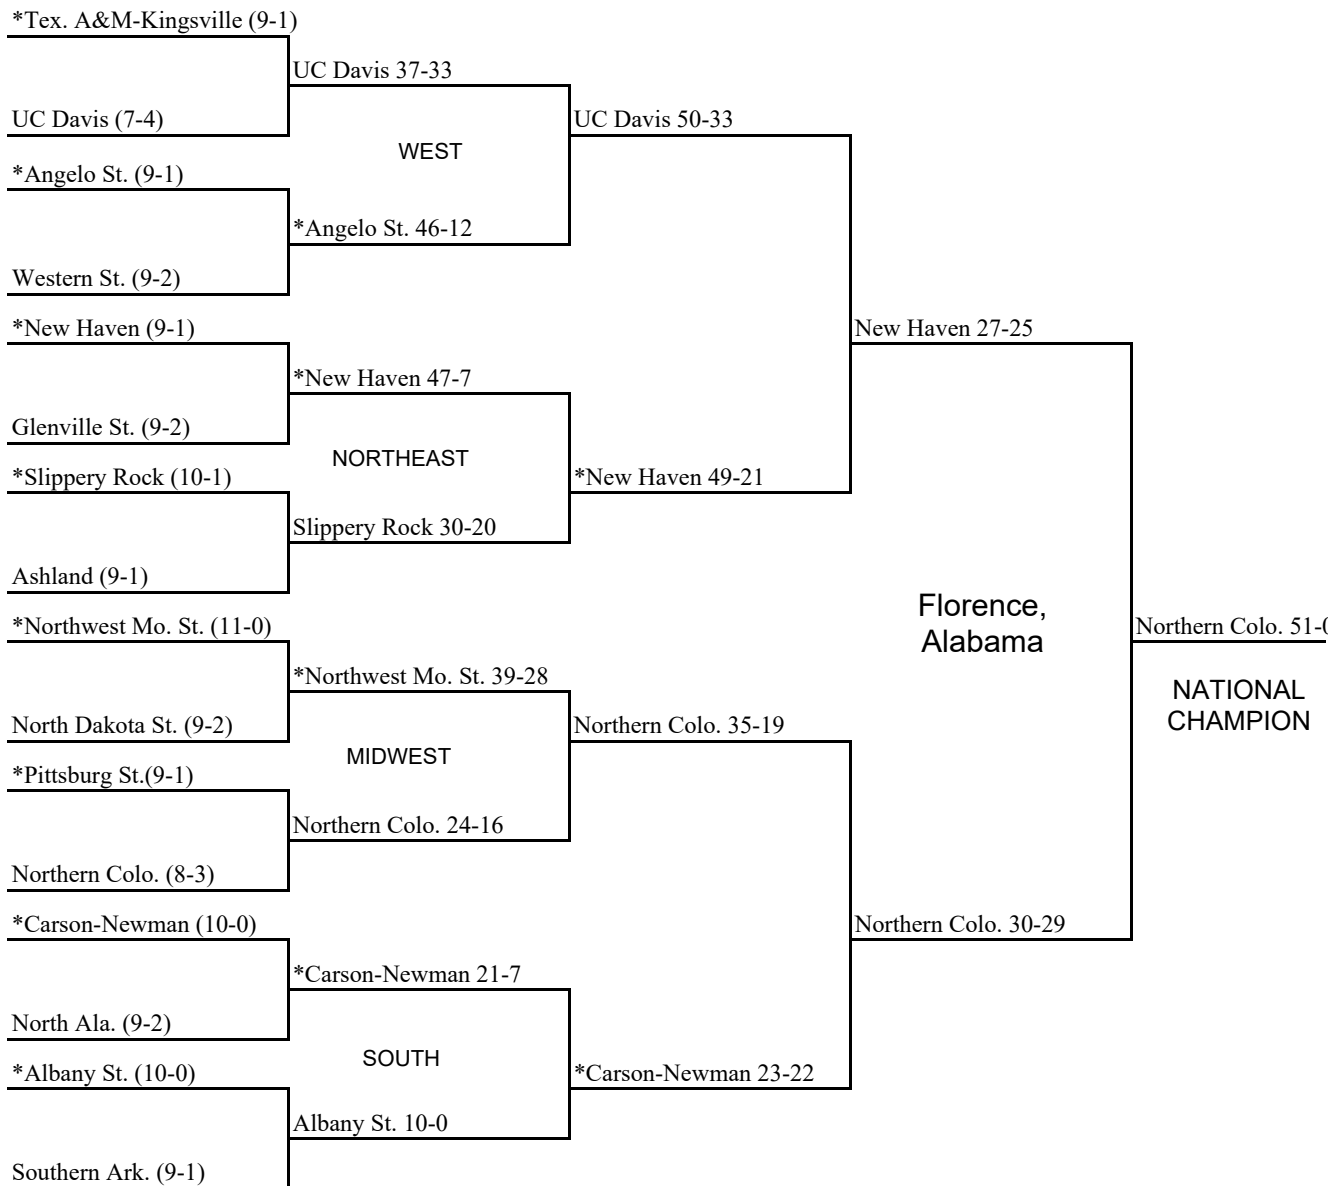 *Tex. A&M-Kingsville (9-1)
UC Davis 37-33
UC Davis (7-4)
UC Davis 50-33
WEST
*Angelo St. (9-1)
*Angelo St. 46-12
Western St. (9-2)
*New Haven (9-1)
New Haven 27-25
*New Haven 47-7
Glenville St. (9-2)
NORTHEAST
*Slippery Rock (10-1)
*New Haven 49-21
Slippery Rock 30-20
Ashland (9-1)
Florence,
Alabama
*Northwest Mo. St. (11-0)
Northern Colo. 51-0
*Northwest Mo. St. 39-28
NATIONAL
CHAMPION
North Dakota St. (9-2)
Northern Colo. 35-19
MIDWEST
*Pittsburg St.(9-1)
Northern Colo. 24-16
Northern Colo. (8-3)
*Carson-Newman (10-0)
Northern Colo. 30-29
*Carson-Newman 21-7
North Ala. (9-2)
SOUTH
*Albany St. (10-0)
*Carson-Newman 23-22
Albany St. 10-0
Southern Ark. (9-1)